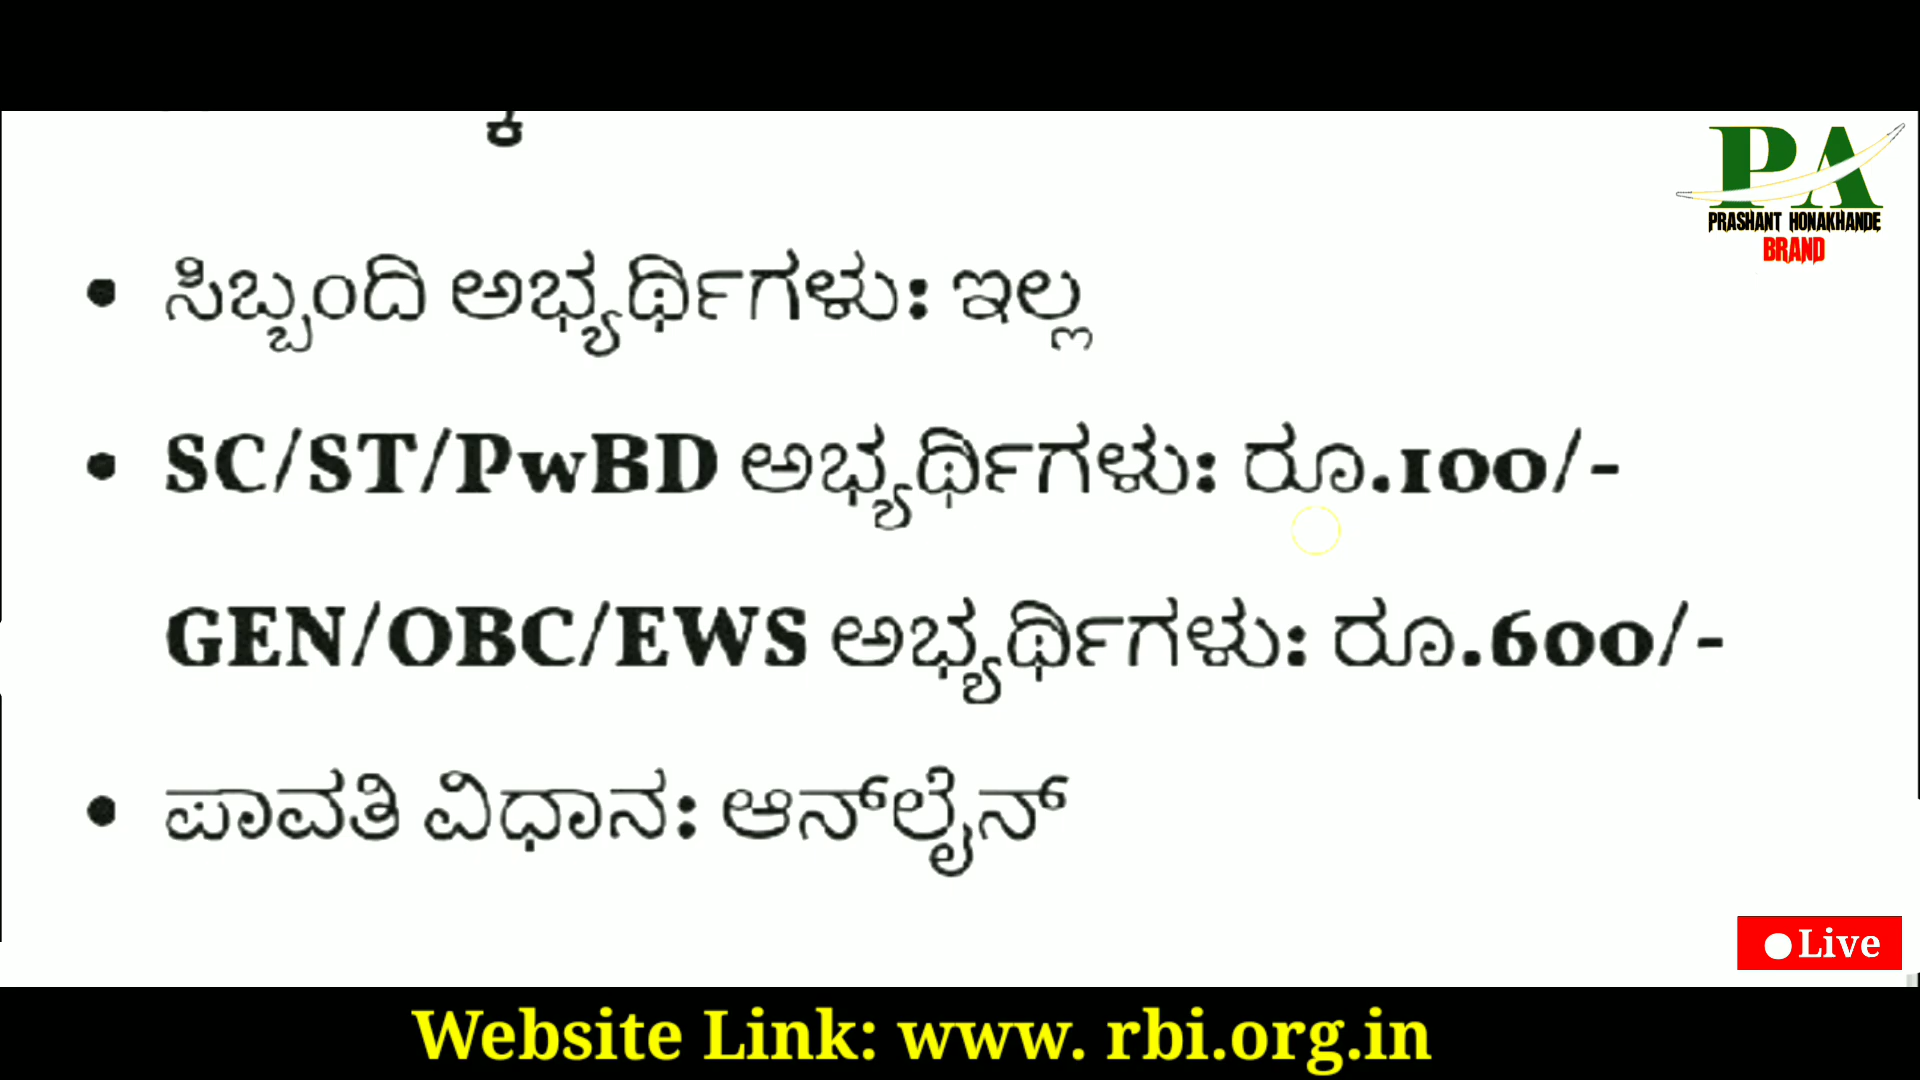 PA
PRASHANT HONAKHANDE
BRAND
ಸಿಬ್ಬಂದಿ ಅಭ್ಯರ್ಥಿಗಳು: ಇಲ್ಲ
SC/ST/PwBD ಅಭ್ಯರ್ಥಿಗಳು: ರೂ.100/-
GEN/OBC/EWS ಅಭ್ಯರ್ಥಿಗಳು: ರೂ.600/-
ಪಾವತಿ ವಿಧಾನ: ಆನ್‌ಲೈನ್
Live
Website Link: www. rbi.org.in